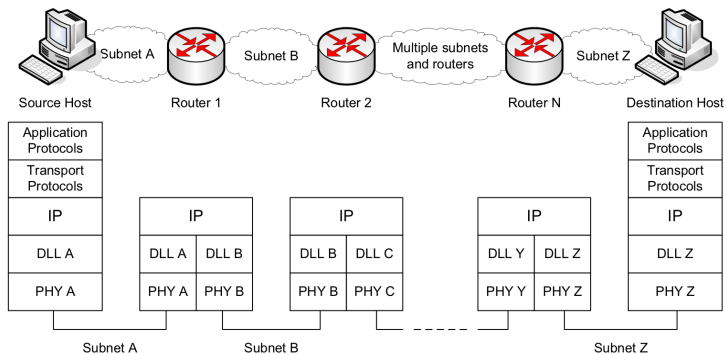 Subnet A
Subnet B
Multiple subnets
and routers
Subnet Z
Source Host
Router 1
Router 2
Router N
Destination Host
Application
Protocols
Transport
Protocols
IP
DLL A
PHY A
IP
DLL A
DLL B
PHY A
PHY B
IP
DLL B
DLL C
PHY B
PHY C
IP
DLL Y
DLL Z
PHY Y
PHY Z
Application
Protocols
Transport
Protocols
IP
DLL Z
PHY Z
Subnet A
Subnet B
Subnet Z